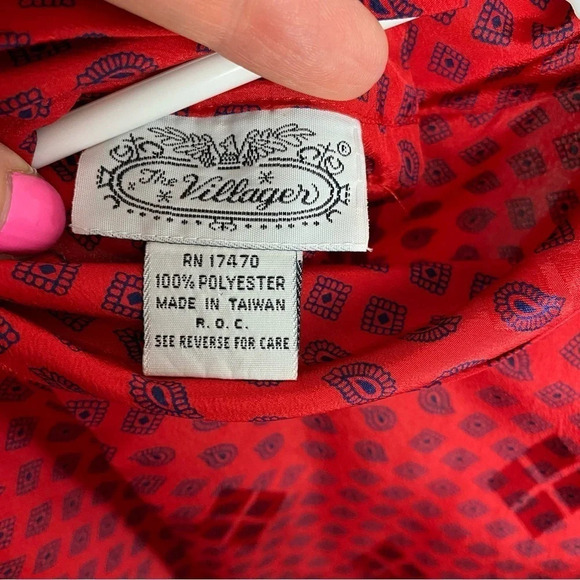 The Villager ®
RN 17470
100% POLYESTER
MADE IN TAIWAN
R. O. C.
SEE REVERSE FOR CARE